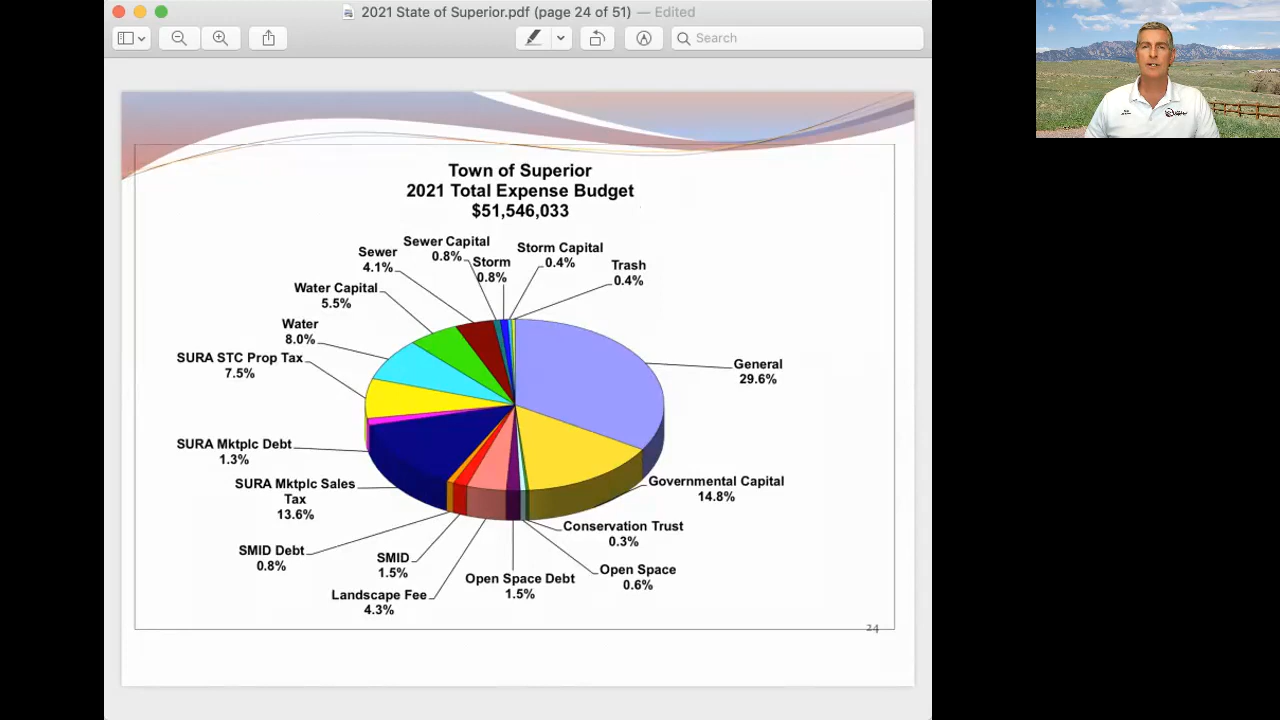 2021 State of Superior.pdf (page 24 of 51) — Edited
Search
Town of Superior
2021 Total Expense Budget
$51,546,033
Sewer Capital
0.8%
Storm Capital
0.4%
Sewer
4.1%
Storm
0.8%
Trash
0.4%
Water Capital
5.5%
Water
8.0%
SURA STC Prop Tax
7.5%
General
29.6%
SURA Mktplc Debt
1.3%
SURA Mktplc Sales
Tax
13.6%
Governmental Capital
14.8%
Conservation Trust
0.3%
SMID Debt
0.8%
SMID
1.5%
Open Space
0.6%
Open Space Debt
1.5%
Landscape Fee
4.3%
24